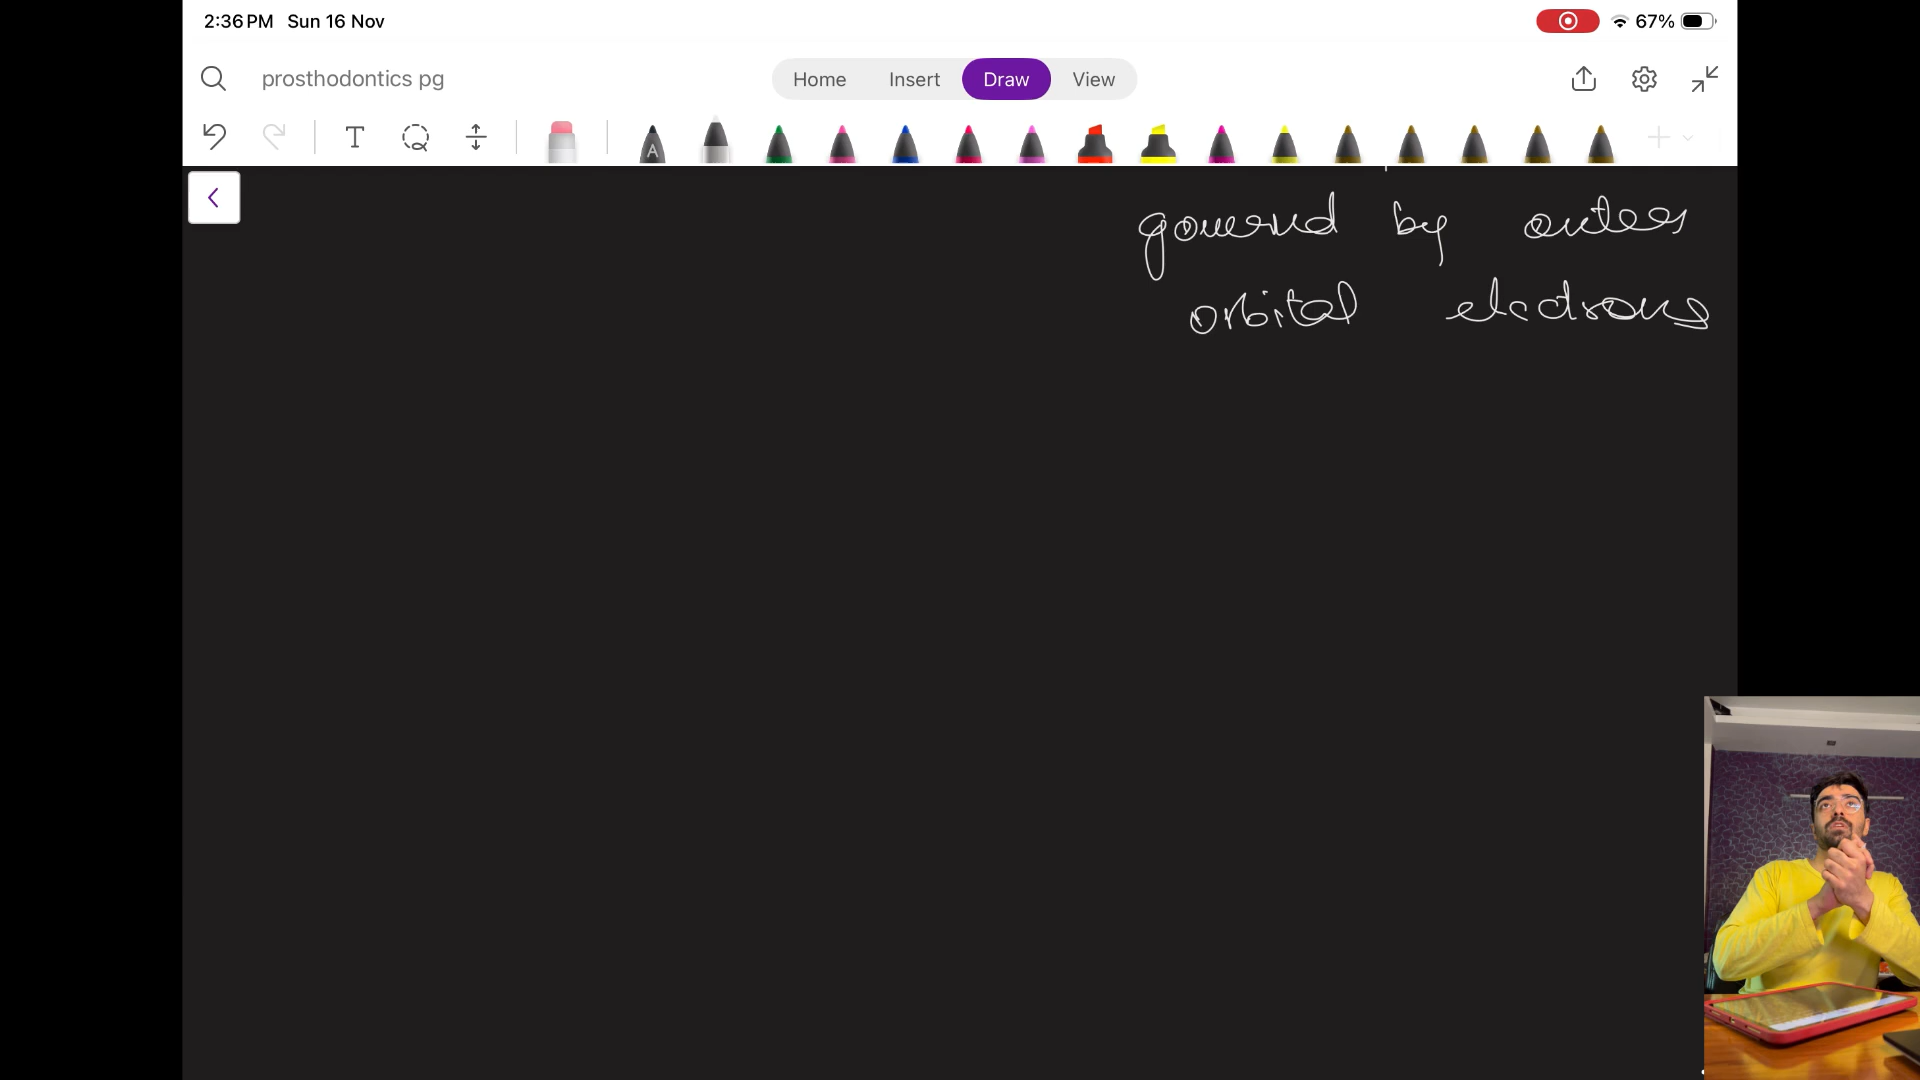 2:36 PM Sun 16 Nov 67%
prosthodontics pg Home Insert Draw View
T A
governed by outer
orbital electrons